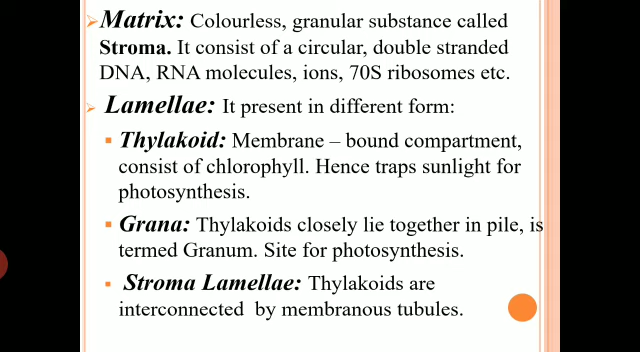 Matrix: Colourless, granular substance called
Stroma. It consist of a circular, double stranded
DNA, RNA molecules, ions, 70S ribosomes etc.
Lamellae: It present in different form:
Thylakoid: Membrane – bound compartment,
consist of chlorophyll. Hence traps sunlight for
photosynthesis.
Grana: Thylakoids closely lie together in pile, is
termed Granum. Site for photosynthesis.
Stroma Lamellae: Thylakoids are
interconnected by membranous tubules.